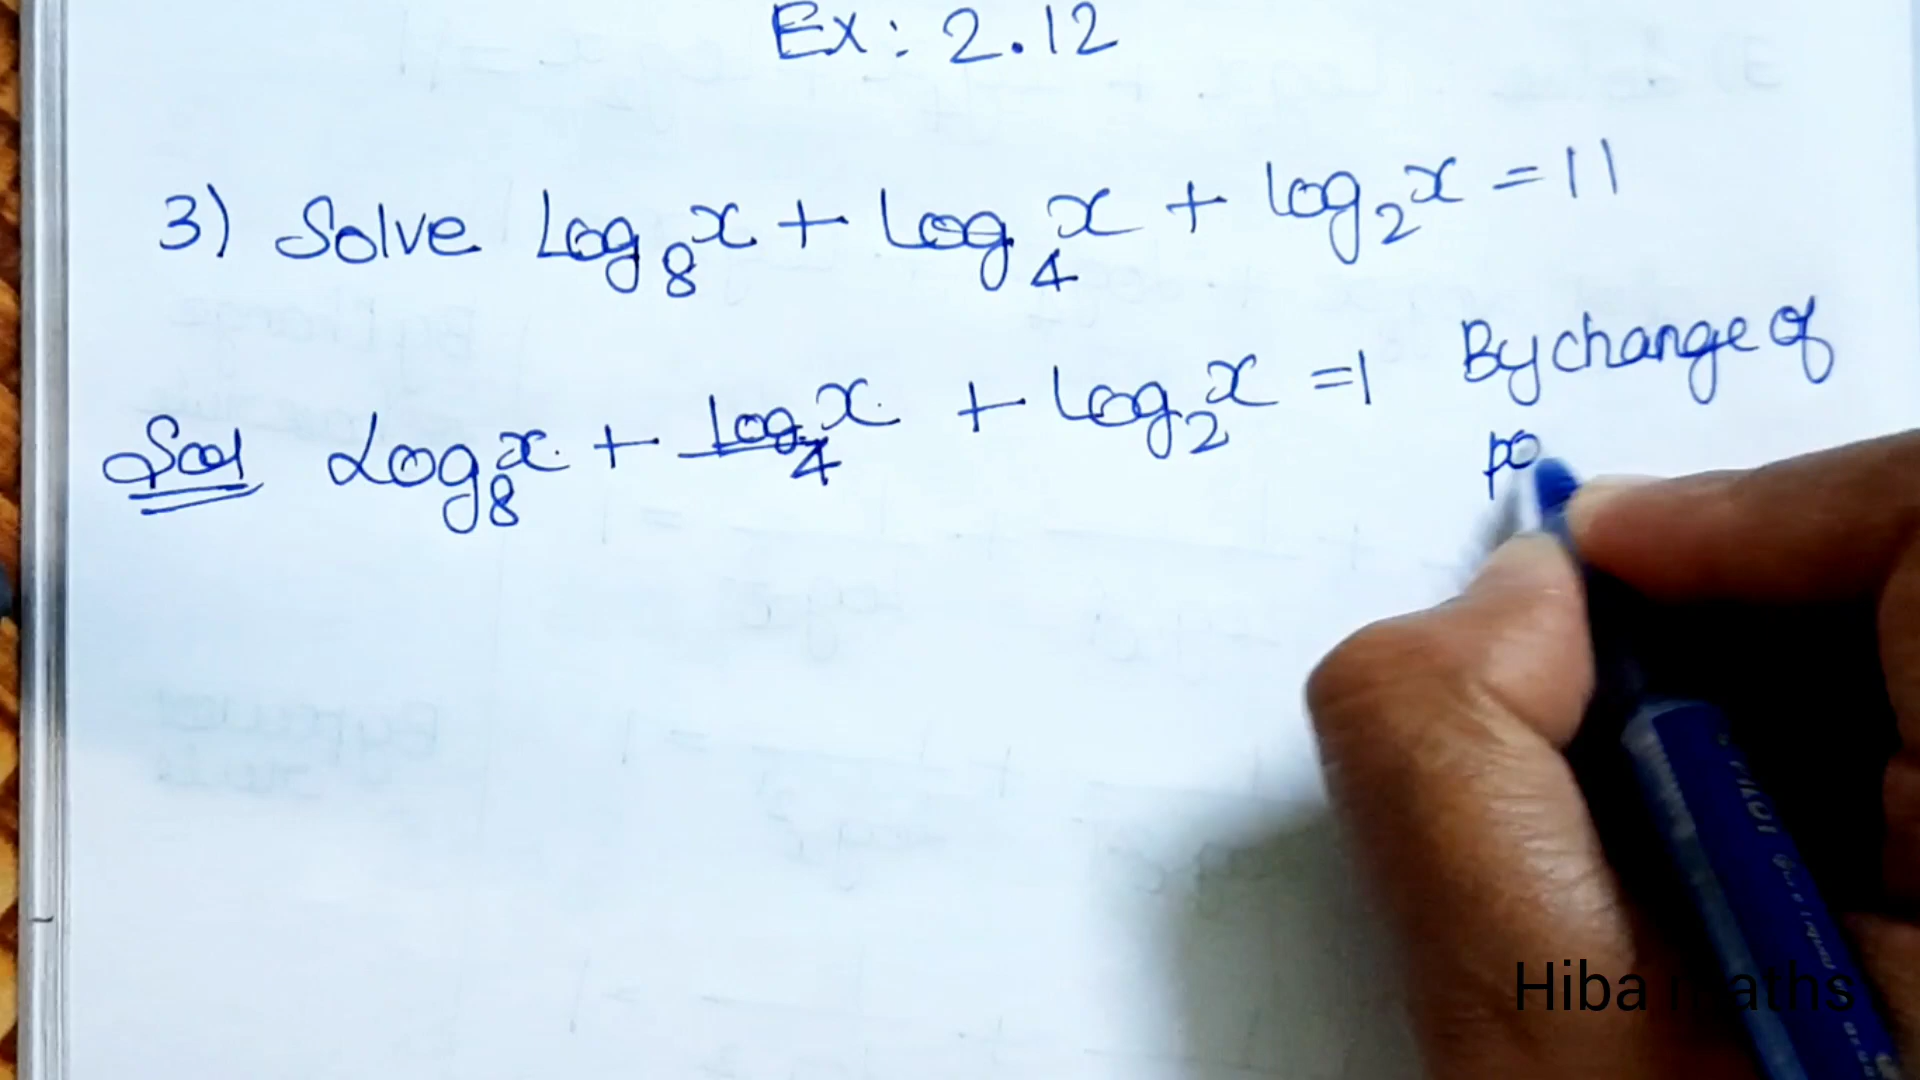 Ex: 2.12
3) Solve log₈x + log₄x + log₂x = 11
Sol log₈x + log₄x + log₂x = 1 By change of
po
Hiba maths